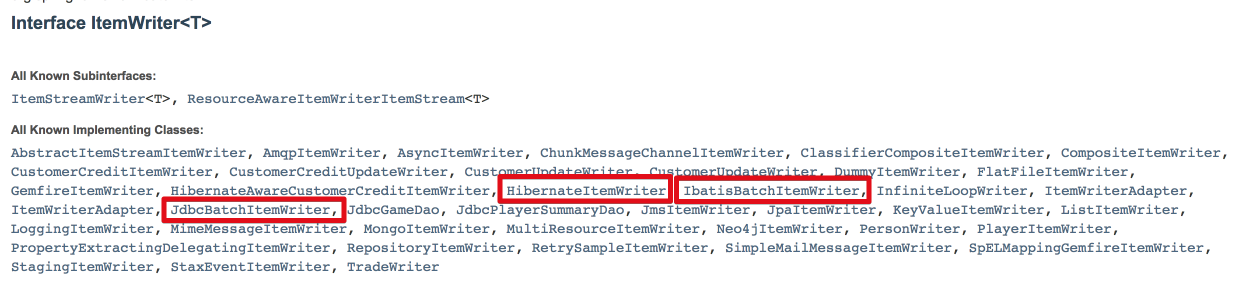 Interface ItemWriter<T>
All Known Subinterfaces:
ItemStreamWriter<T>, ResourceAwareItemWriterItemStream<T>
All Known Implementing Classes:
AbstractItemStreamItemWriter, AmqpItemWriter, AsyncItemWriter, ChunkMessageChannelItemWriter, ClassifierCompositeItemWriter, CompositeItemWriter,
CustomerCreditItemWriter, CustomerCreditUpdateWriter, CustomerUpdateWriter, CustomerUpdateWriter, DummyItemWriter, FlatFileItemWriter,
GemfireItemWriter, HibernateAwareCustomerCreditItemWriter, HibernateItemWriter, IbatisBatchItemWriter, InfiniteLoopWriter, ItemWriterAdapter,
ItemWriterAdapter, JdbcBatchItemWriter, JdbcGameDao, JdbcPlayerSummaryDao, JmsItemWriter, JpaItemWriter, KeyValueItemWriter, ListItemWriter,
LoggingItemWriter, MimeMessageItemWriter, MongoItemWriter, MultiResourceItemWriter, Neo4jItemWriter, PersonWriter, PlayerItemWriter,
PropertyExtractingDelegatingItemWriter, RepositoryItemWriter, RetrySampleItemWriter, SimpleMailMessageItemWriter, SpELMappingGemfireItemWriter,
StagingItemWriter, StaxEventItemWriter, TradeWriter